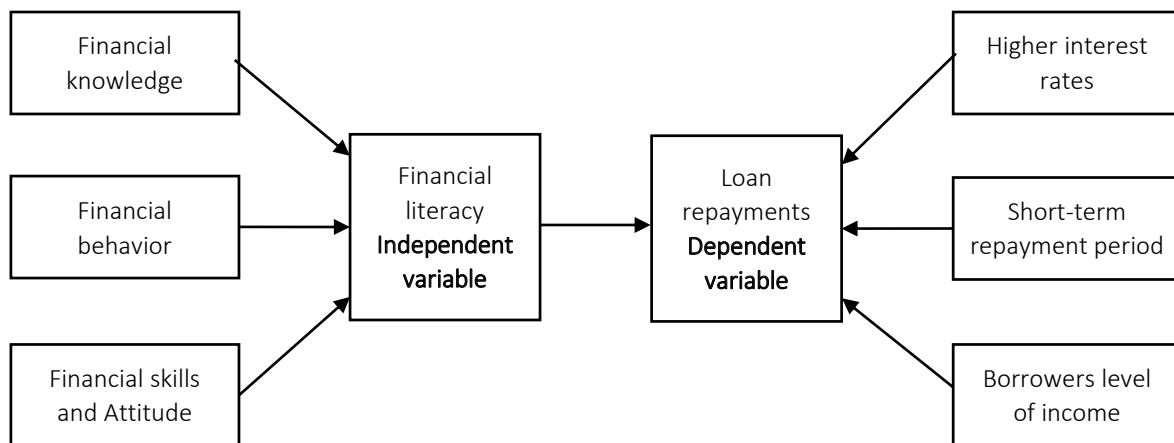 Financial
knowledge
Financial
behavior
Financial skills
and Attitude
Financial
literacy
Independent
variable
Loan
repayments
Dependent
variable
Higher interest
rates
Short-term
repayment period
Borrowers level
of income